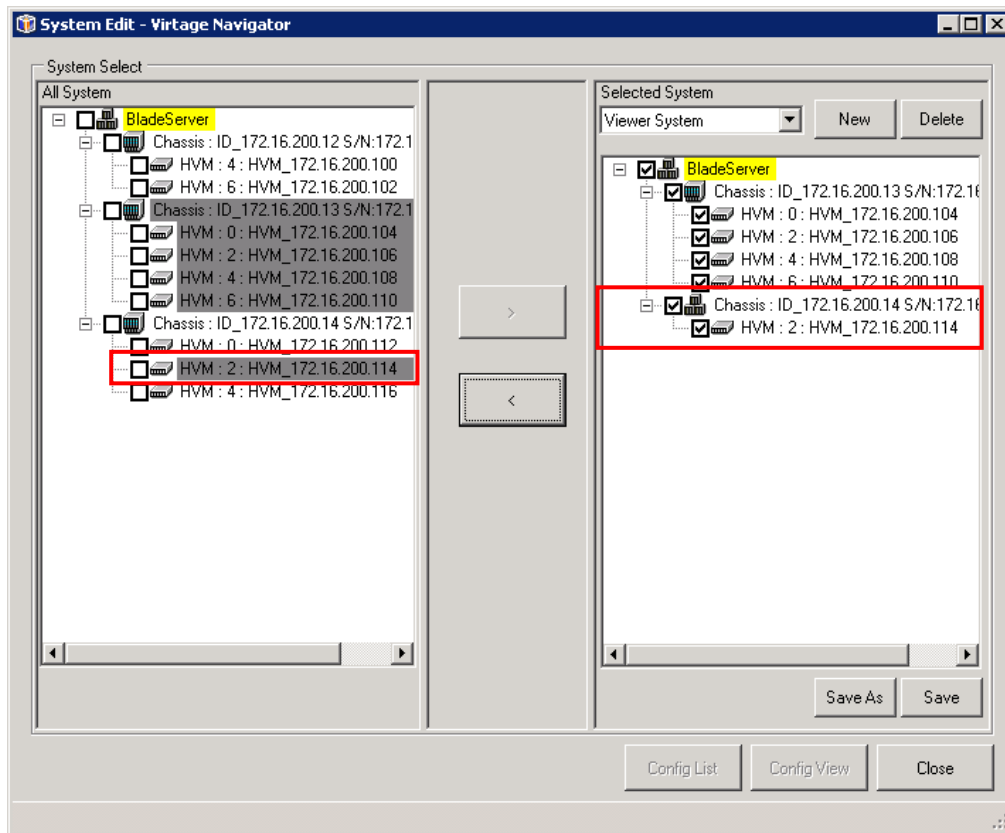 System Edit - Virtage Navigator
System Select
All System
BladeServer
Chassis : ID_172.16.200.12 S/N:172.1
HVM : 4 : HVM_172.16.200.100
HVM : 6 : HVM_172.16.200.102
Chassis : ID_172.16.200.13 S/N:172.1
HVM : 0 : HVM_172.16.200.104
HVM : 2 : HVM_172.16.200.106
HVM : 4 : HVM_172.16.200.108
HVM : 6 : HVM_172.16.200.110
Chassis : ID_172.16.200.14 S/N:172.1
HVM : 0 : HVM_172.16.200.112
HVM : 2 : HVM_172.16.200.114
HVM : 4 : HVM_172.16.200.116
>
<
Selected System
Viewer System
New
Delete
BladeServer
Chassis : ID_172.16.200.13 S/N:172.16
HVM : 0 : HVM_172.16.200.104
HVM : 2 : HVM_172.16.200.106
HVM : 4 : HVM_172.16.200.108
HVM : 6 : HVM_172.16.200.110
Chassis : ID_172.16.200.14 S/N:172.16
HVM : 2 : HVM_172.16.200.114
Save As
Save
Config List
Config View
Close